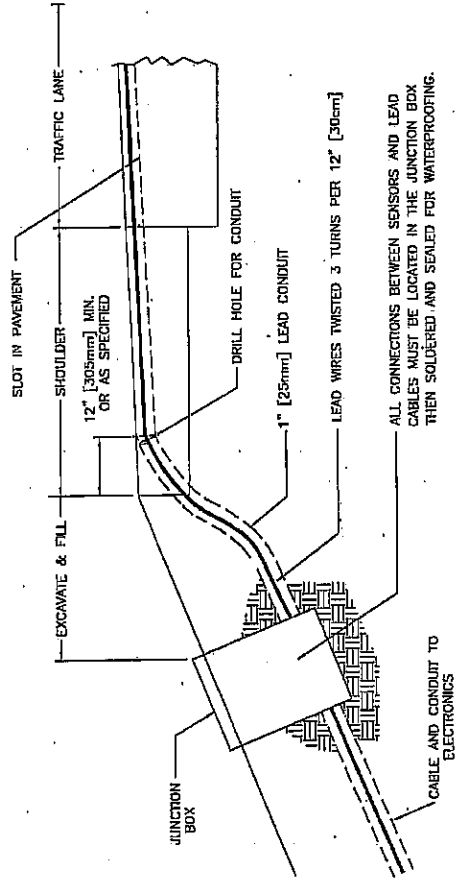 SLOT IN PAVEMENT
EXCAVATE & FILL
SHOULDER
TRAFFIC LANE
12" [305mm] MIN.
OR AS SPECIFIED
JUNCTION
BOX
DRILL HOLE FOR CONDUIT
1" [25mm] LEAD CONDUIT
LEAD WIRES TWISTED 3 TURNS PER 12" [30cm]
ALL CONNECTIONS BETWEEN SENSORS AND LEAD
CABLES MUST BE LOCATED IN THE JUNCTION BOX
THEN SOLDERED AND SEALED FOR WATERPROOFING.
CABLE AND CONDUIT TO
ELECTRONICS